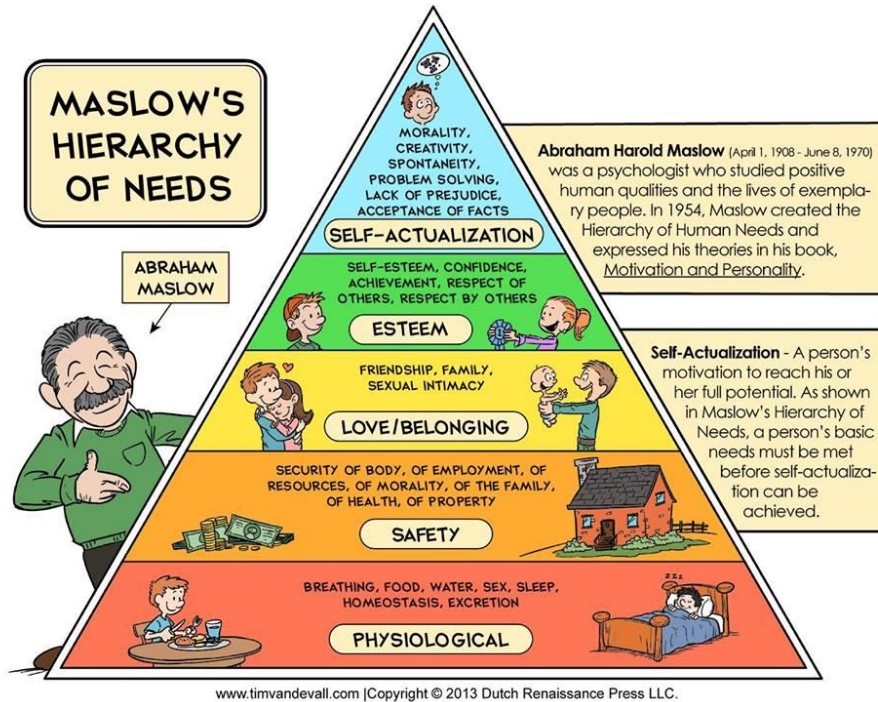 MASLOW'S
HIERARCHY
OF NEEDS
ABRAHAM
MASLOW
MORALITY,
CREATIVITY,
SPONTANEITY,
PROBLEM SOLVING,
LACK OF PREJUDICE,
ACCEPTANCE OF FACTS
SELF-ACTUALIZATION
SELF-ESTEEM, CONFIDENCE,
ACHIEVEMENT, RESPECT OF
OTHERS, RESPECT BY OTHERS
ESTEEM
FRIENDSHIP, FAMILY,
SEXUAL INTIMACY
LOVE/BELONGING
SECURITY OF BODY, OF EMPLOYMENT, OF
RESOURCES, OF MORALITY, OF THE FAMILY,
OF HEALTH, OF PROPERTY
SAFETY
BREATHING, FOOD, WATER, SEX, SLEEP,
HOMEOSTASIS, EXCRETION
PHYSIOLOGICAL
zzz
Abraham Harold Maslow (April 1, 1908 - June 8, 1970)
was a psychologist who studied positive
human qualities and the lives of exempla-
ry people. In 1954, Maslow created the
Hierarchy of Human Needs and
expressed his theories in his book,
Motivation and Personality.
Self-Actualization - A person's
motivation to reach his or
her full potential. As shown
in Maslow's Hierarchy of
Needs, a person's basic
needs must be met
before self-actualiza-
tion can be
achieved.
www.timvandevall.com |Copyright © 2013 Dutch Renaissance Press LLC.